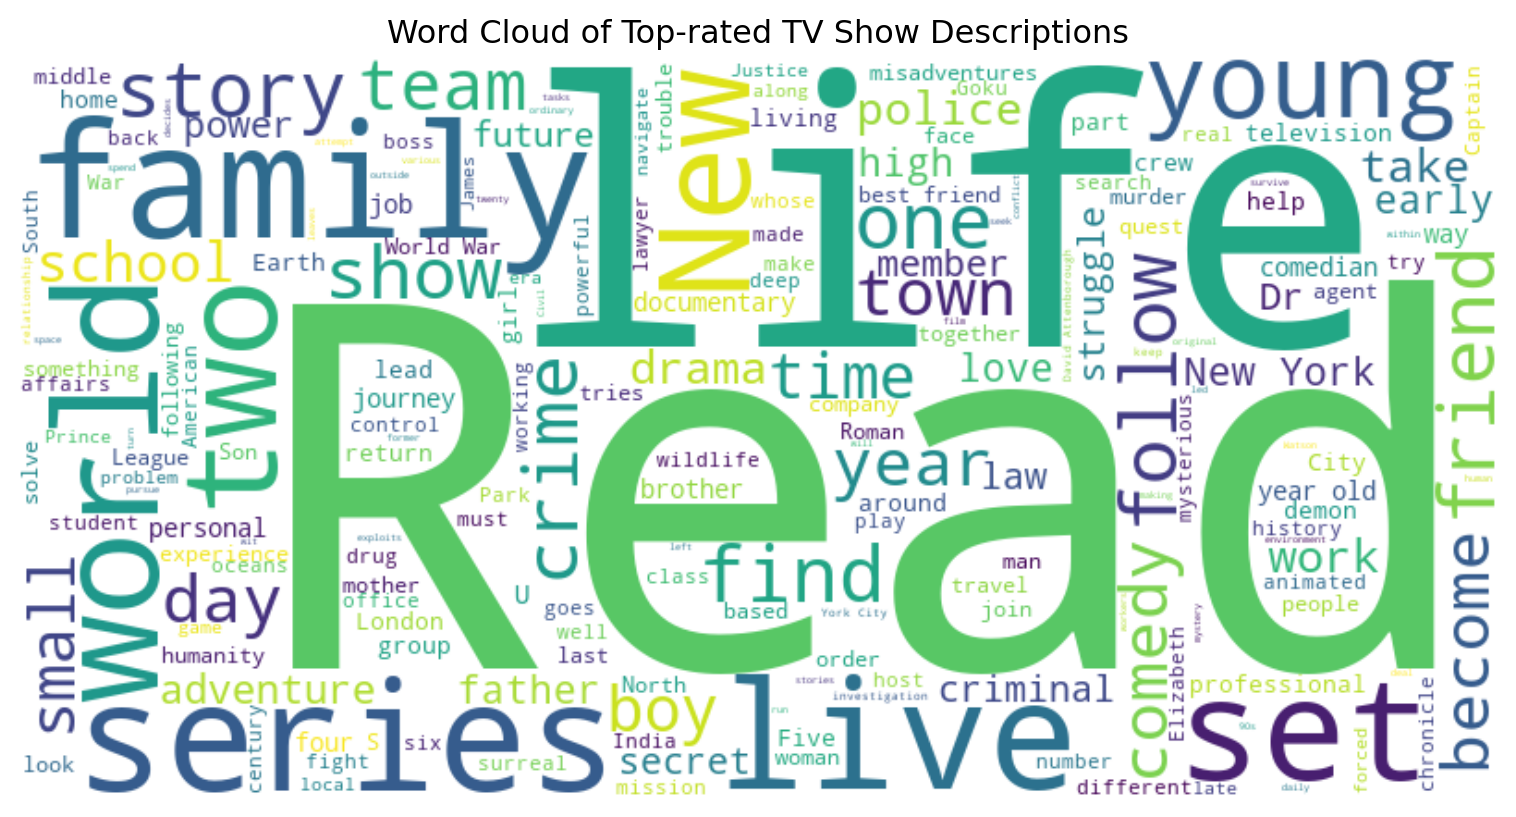 Word Cloud of Top-rated TV Show Descriptions
middle
story
team
life
New
Justice
misadventures
young
Captain
home
decides
power
tasks
ordinary
navigate
trouble
along
Goku
living
police
part
real
television
back
family
attempt
boss
future
face
high
crew
take
spend
various
War
outside
James
twenty
job
best friend
whose
conflict
search
murder
survive
help
early
South
leaves
World War
powerful
lawyer
made
one
seek
struggle
quest
within
way
school
Earth
show
era
member
make
comedian
try
relationship
world
two
girl
Civil
documentary
deep
town
David Attenborough
follow
Dr
agent
friend
space
film
together
original
keep
something
following
Read
lead
crime
drama
time
love
New York
affairs
American
journey
working
tries
company
led
mysterious
Prince
turn
Son
control
former
Roman
will
Watson
solve
League
return
wildlife
year
law
City
human
problem
pursue
Park
brother
around
making
year old
student
personal
must
play
demon
history
wit
exploits
environment
small
experience
drug
left
find
man
comedy
work
become
oceans
mother
class
travel
animated
day
office
U
goes
based
York City
join
workers
people
game
London
well
mystery
humanity
group
last
order
Elizabeth
adventure
father
North
stories
host
criminal
professional
deal
series
boy
live
investigation
set
chronicle
century
four S
six
India
run
Five
90s
forced
look
fight
surreal
secret
woman
number
local
mission
different
late
daily